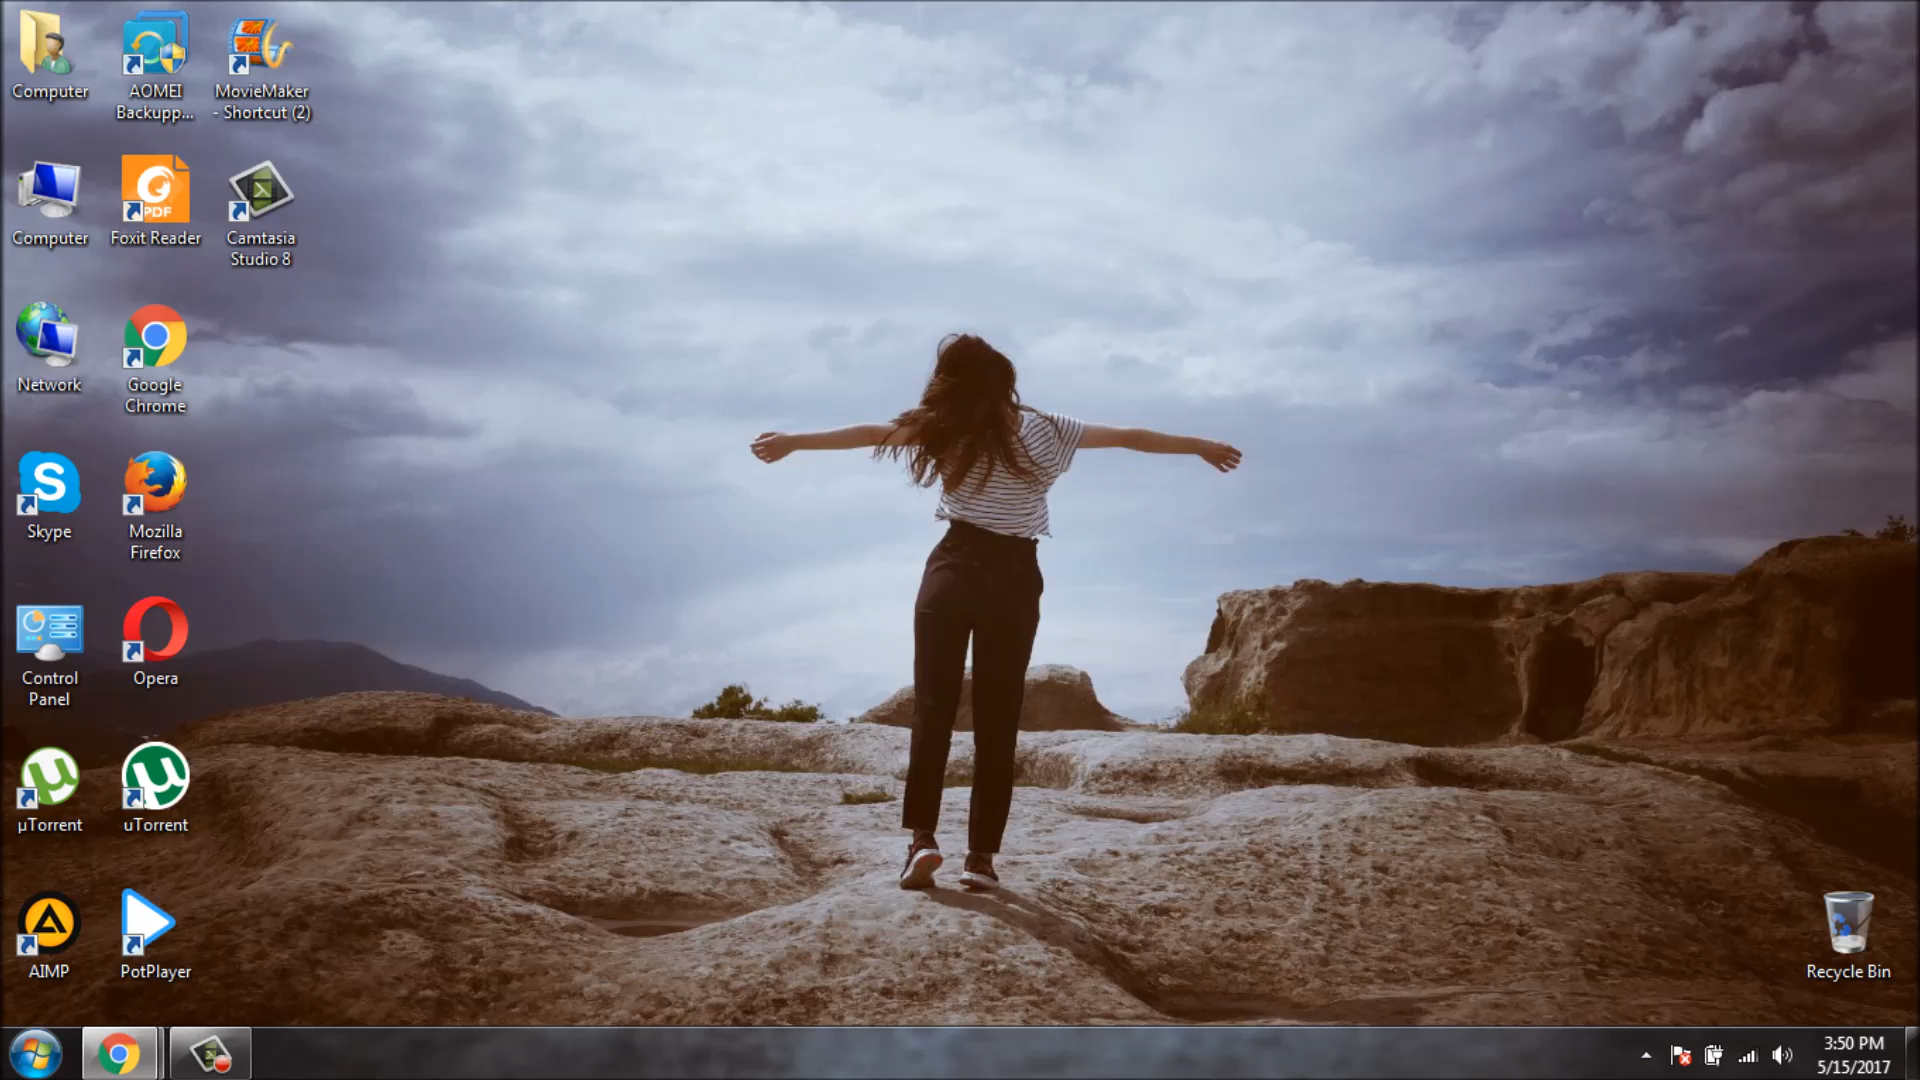 Computer
AOMEI
Backupp...
MovieMaker
- Shortcut (2)
Computer
PDF
Foxit Reader
Camtasia
Studio 8
Network
Google
Chrome
S
Skype
Mozilla
Firefox
Control
Panel
Opera
µTorrent
uTorrent
AIMP
PotPlayer
Recycle Bin
3:50 PM
5/15/2017